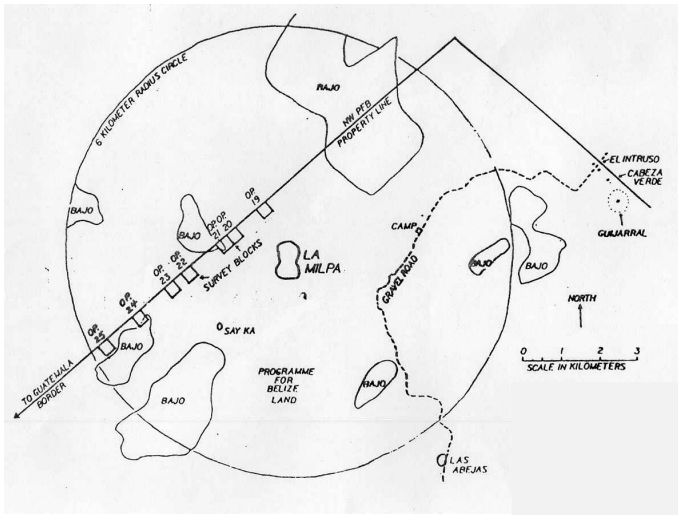 6 KILOMETER RADIUS CIRCLE
BAJO
NW PFB
PROPERTY LINE
EL INTRUSO
CABEZA
VERDE
GUIJARRAL
BAJO
OP.
19
OP.
20
OP.
21
BAJO
OP.
22
OP.
23
SURVEY BLOCKS
LA
MILPA
CAMP
GRAVEL ROAD
BAJO
BAJO
NORTH
OP.
24
OP.
25
BAJO
SAY KA
0 1 2 3
SCALE IN KILOMETERS
TO GUATEMALA
BORDER
BAJO
PROGRAMME
FOR
BELIZE
LAND
BAJO
LAS
ABEJAS